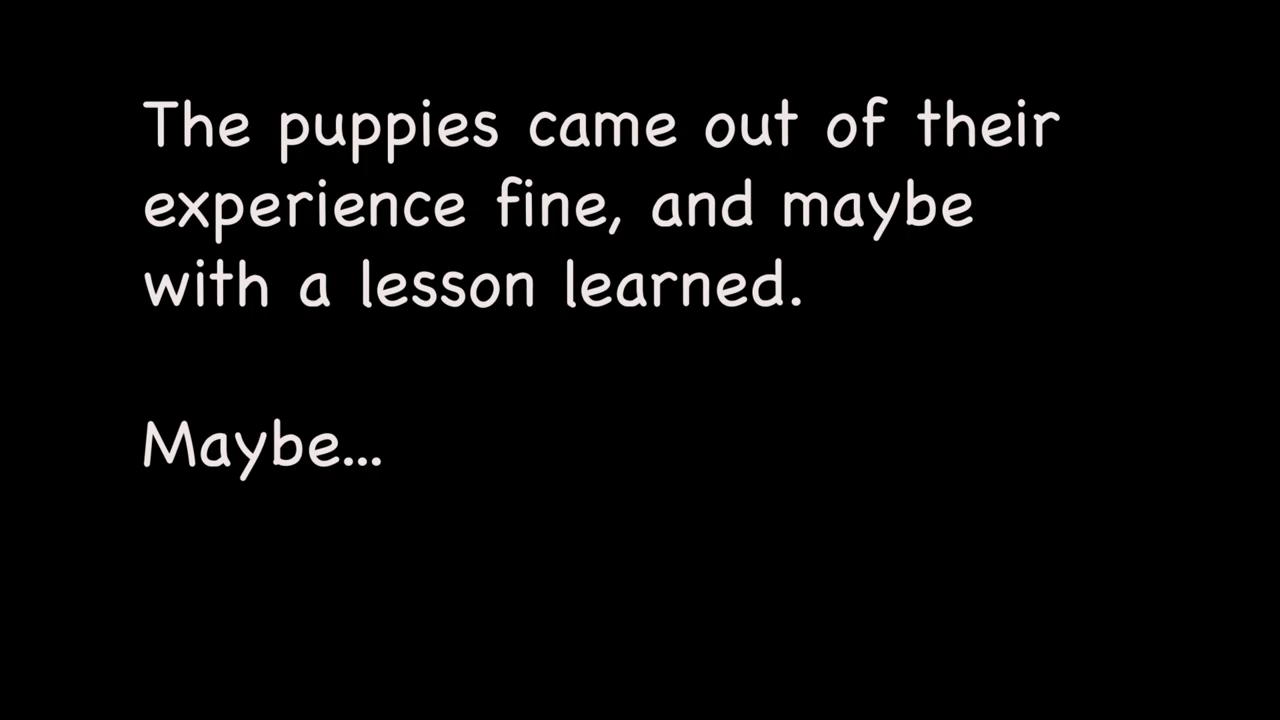 The puppies came out of their
experience fine, and maybe
with a lesson learned.
Maybe...